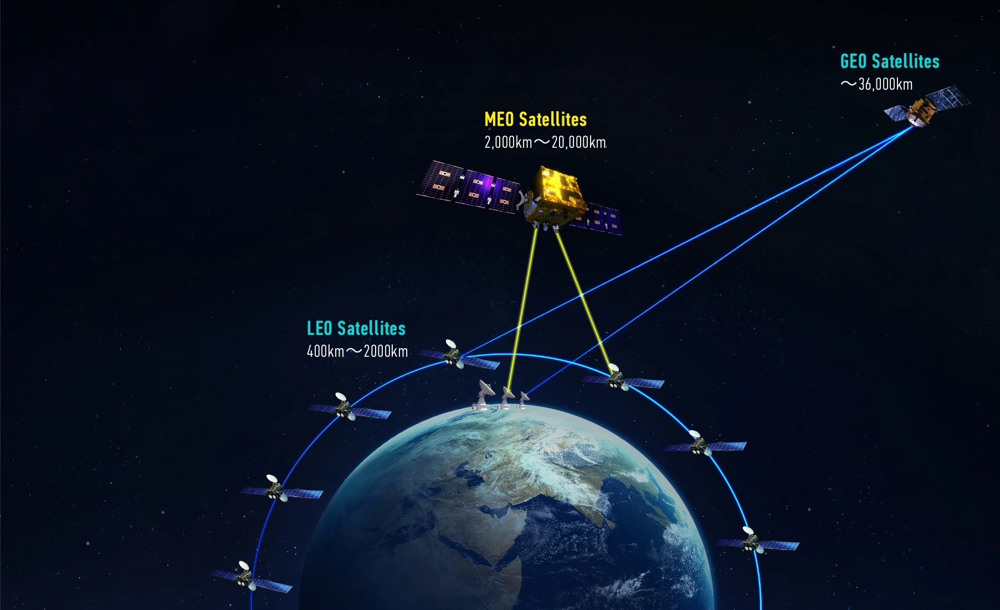 GEO Satellites
～36,000km
MEO Satellites
2,000km～20,000km
LEO Satellites
400km～2000km